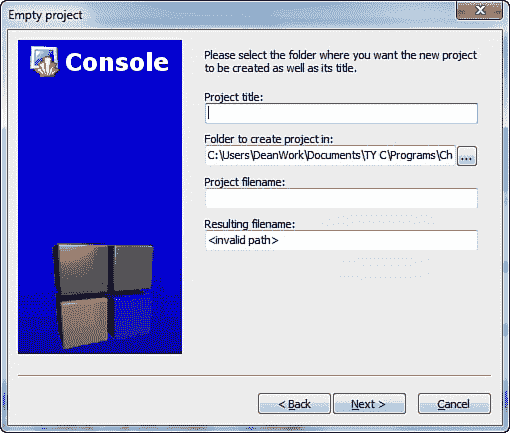 Empty project
Console
Please select the folder where you want the new project
to be created as well as its title.
Project title:
Folder to create project in:
C:\Users\DeanWork\Documents\TY C\Programs\Ch
...
Project filename:
Resulting filename:
<invalid path>
< Back
Next >
Cancel